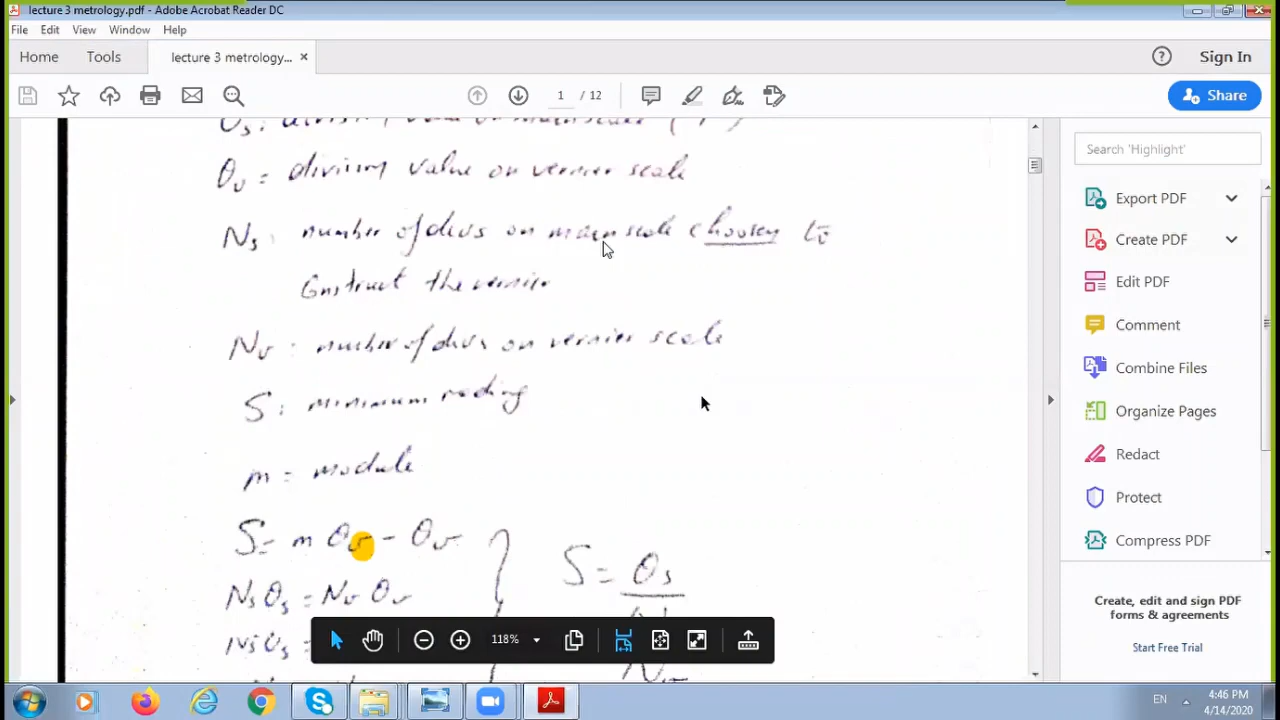 lecture 3 metrology.pdf - Adobe Acrobat Reader DC
File Edit View Window Help
Home Tools lecture 3 metrology... × Sign In
1 / 12 Share
θv = division value on vernier scale
Ns : number of divs on main scale choosen to
Construct the vernier
Nv : number of divs on vernier scale
S : minimum reading
m = module
S = m θ - θv
Ns θs = Nv θv
S = θs
Ns θs =
Nv
118%
Search 'Highlight'
Export PDF
Create PDF
Edit PDF
Comment
Combine Files
Organize Pages
Redact
Protect
Compress PDF
Create, edit and sign PDF
forms & agreements
Start Free Trial
EN 4:46 PM
4/14/2020